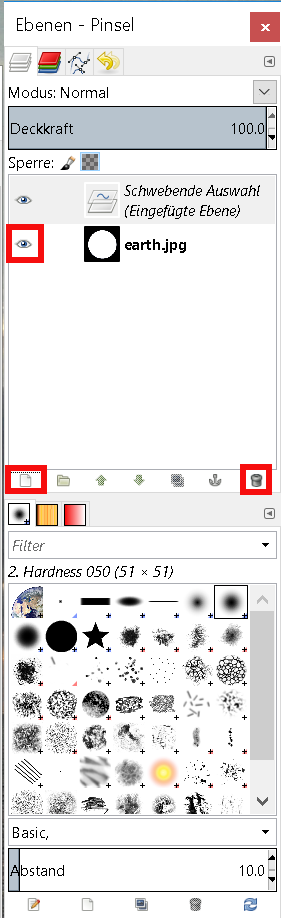 Ebenen - Pinsel
Modus: Normal
Deckkraft 100.0
Sperre:
Schwebende Auswahl
(Eingefügte Ebene)
earth.jpg
Filter
2. Hardness 050 (51 × 51)
Basic,
Abstand 10.0